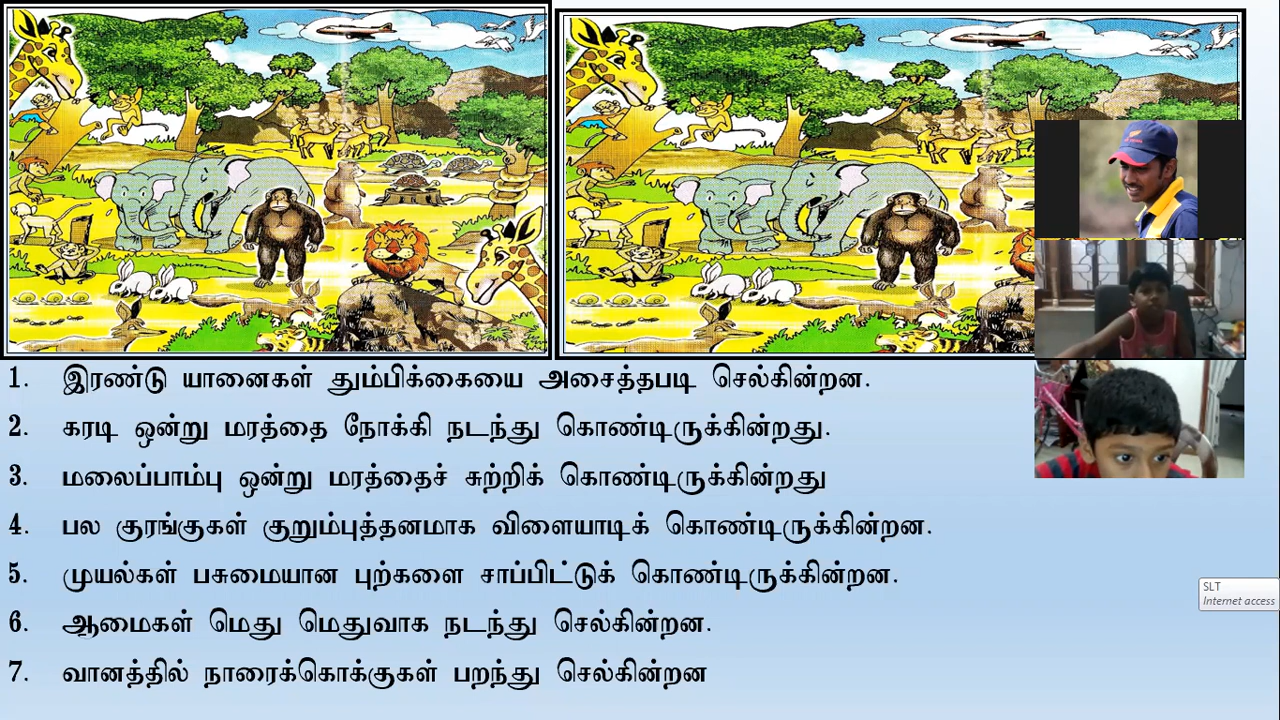 1. இரண்டு யானைகள் தும்பிக்கையை அசைத்தபடி செல்கின்றன.
2. கரடி ஒன்று மரத்தை நோக்கி நடந்து கொண்டிருக்கின்றது.
3. மலைப்பாம்பு ஒன்று மரத்தைச் சுற்றிக் கொண்டிருக்கின்றது
4. பல குரங்குகள் குறும்புத்தனமாக விளையாடிக் கொண்டிருக்கின்றன.
5. முயல்கள் பசுமையான புற்களை சாப்பிட்டுக் கொண்டிருக்கின்றன.
SLT
Internet access
6. ஆமைகள் மெது மெதுவாக நடந்து செல்கின்றன.
7. வானத்தில் நாரைக்கொக்குகள் பறந்து செல்கின்றன